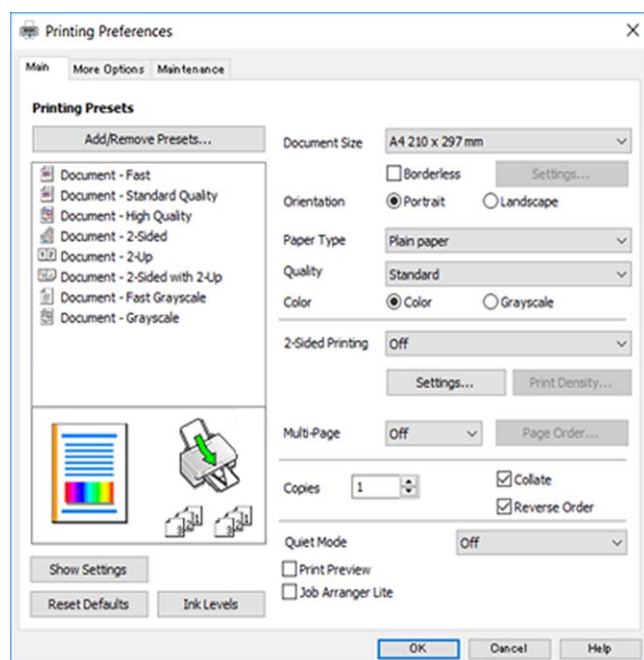 Printing Preferences
Main More Options Maintenance
Printing Presets
Add/Remove Presets...
Document - Fast
Document - Standard Quality
Document - High Quality
Document - 2-Sided
Document - 2-Up
Document - 2-Sided with 2-Up
Document - Fast Grayscale
Document - Grayscale
Show Settings
Reset Defaults Ink Levels
Document Size A4 210 x 297 mm
Borderless Settings...
Orientation Portrait Landscape
Paper Type Plain paper
Quality Standard
Color Color Grayscale
2-Sided Printing Off
Settings... Print Density...
Multi-Page Off Page Order...
Copies 1 Collate
Reverse Order
Quiet Mode Off
Print Preview
Job Arranger Lite
OK Cancel Help